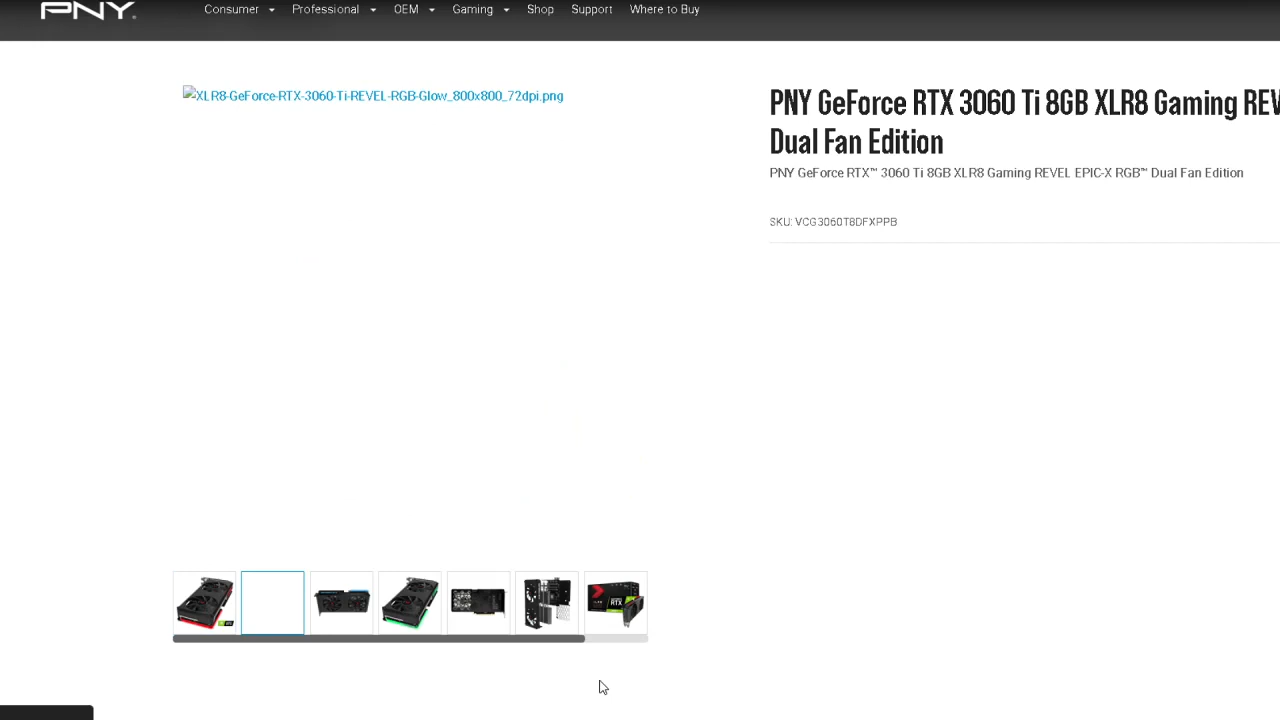 PNY
Consumer Professional OEM Gaming Shop Support Where to Buy
XLR8-GeForce-RTX-3060-Ti-REVEL-RGB-Glow_800x800_72dpi.png
PNY GeForce RTX 3060 Ti 8GB XLR8 Gaming REV
Dual Fan Edition
PNY GeForce RTX™ 3060 Ti 8GB XLR8 Gaming REVEL EPIC-X RGB™ Dual Fan Edition
SKU: VCG3060T8DFXPPB